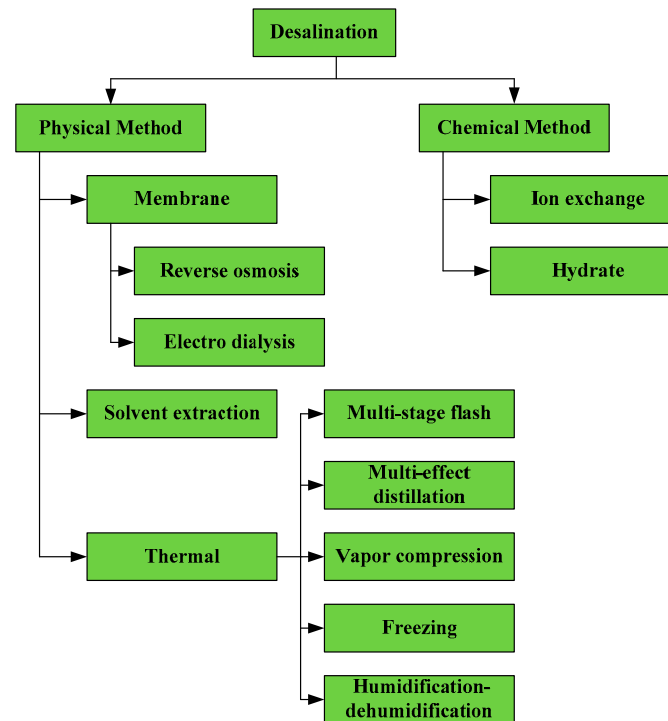 Desalination
Physical Method
Chemical Method
Membrane
Ion exchange
Reverse osmosis
Hydrate
Electro dialysis
Solvent extraction
Multi-stage flash
Multi-effect
distillation
Thermal
Vapor compression
Freezing
Humidification-
dehumidification